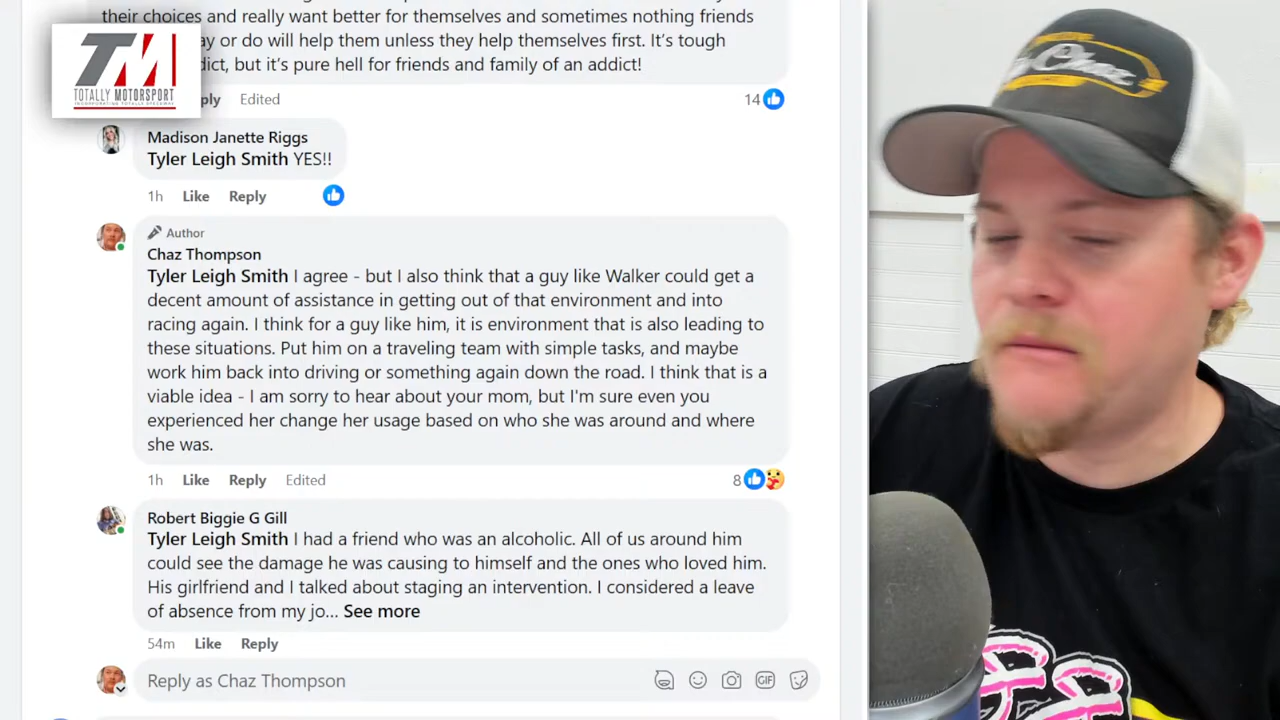 their choices and really want better for themselves and sometimes nothing friends
ay or do will help them unless they help themselves first. It's tough
dict, but it's pure hell for friends and family of an addict!
TM
TOTALLY MOTORSPORT
INCORPORATING TOTALLY SPEEDWAY
ply Edited 14
Madison Janette Riggs
Tyler Leigh Smith YES!!
1h Like Reply
Author
Chaz Thompson
Tyler Leigh Smith I agree - but I also think that a guy like Walker could get a
decent amount of assistance in getting out of that environment and into
racing again. I think for a guy like him, it is environment that is also leading to
these situations. Put him on a traveling team with simple tasks, and maybe
work him back into driving or something again down the road. I think that is a
viable idea - I am sorry to hear about your mom, but I'm sure even you
experienced her change her usage based on who she was around and where
she was.
1h Like Reply Edited 8
Robert Biggie G Gill
Tyler Leigh Smith I had a friend who was an alcoholic. All of us around him
could see the damage he was causing to himself and the ones who loved him.
His girlfriend and I talked about staging an intervention. I considered a leave
of absence from my jo... See more
54m Like Reply
Reply as Chaz Thompson
GIF